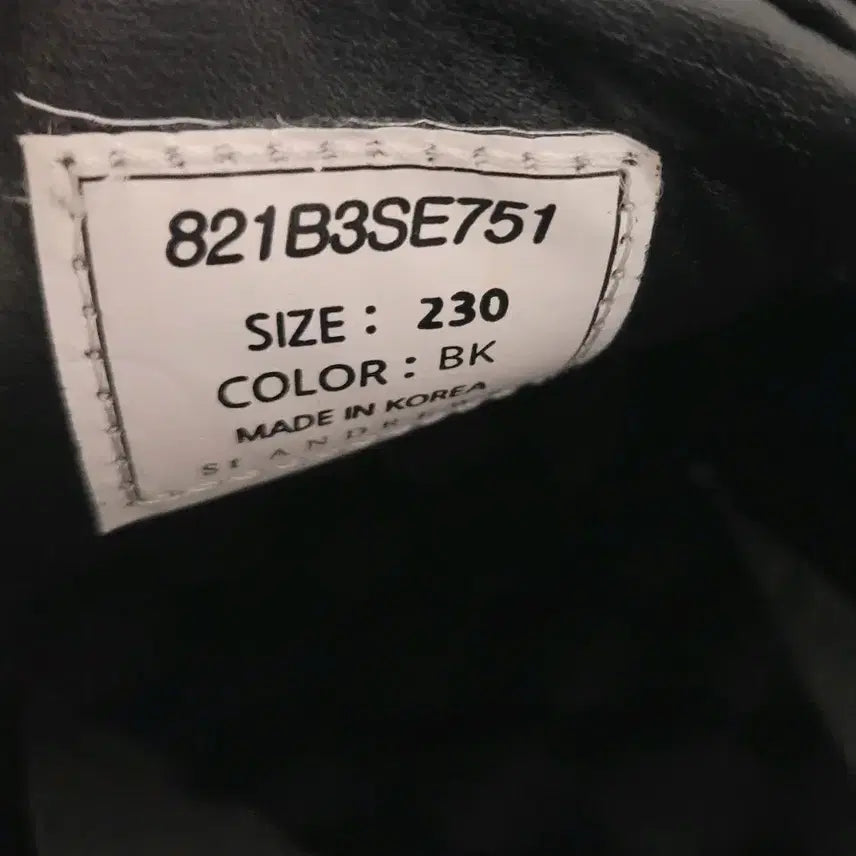 821B3SE751
SIZE : 230
COLOR : BK
MADE IN KOREA